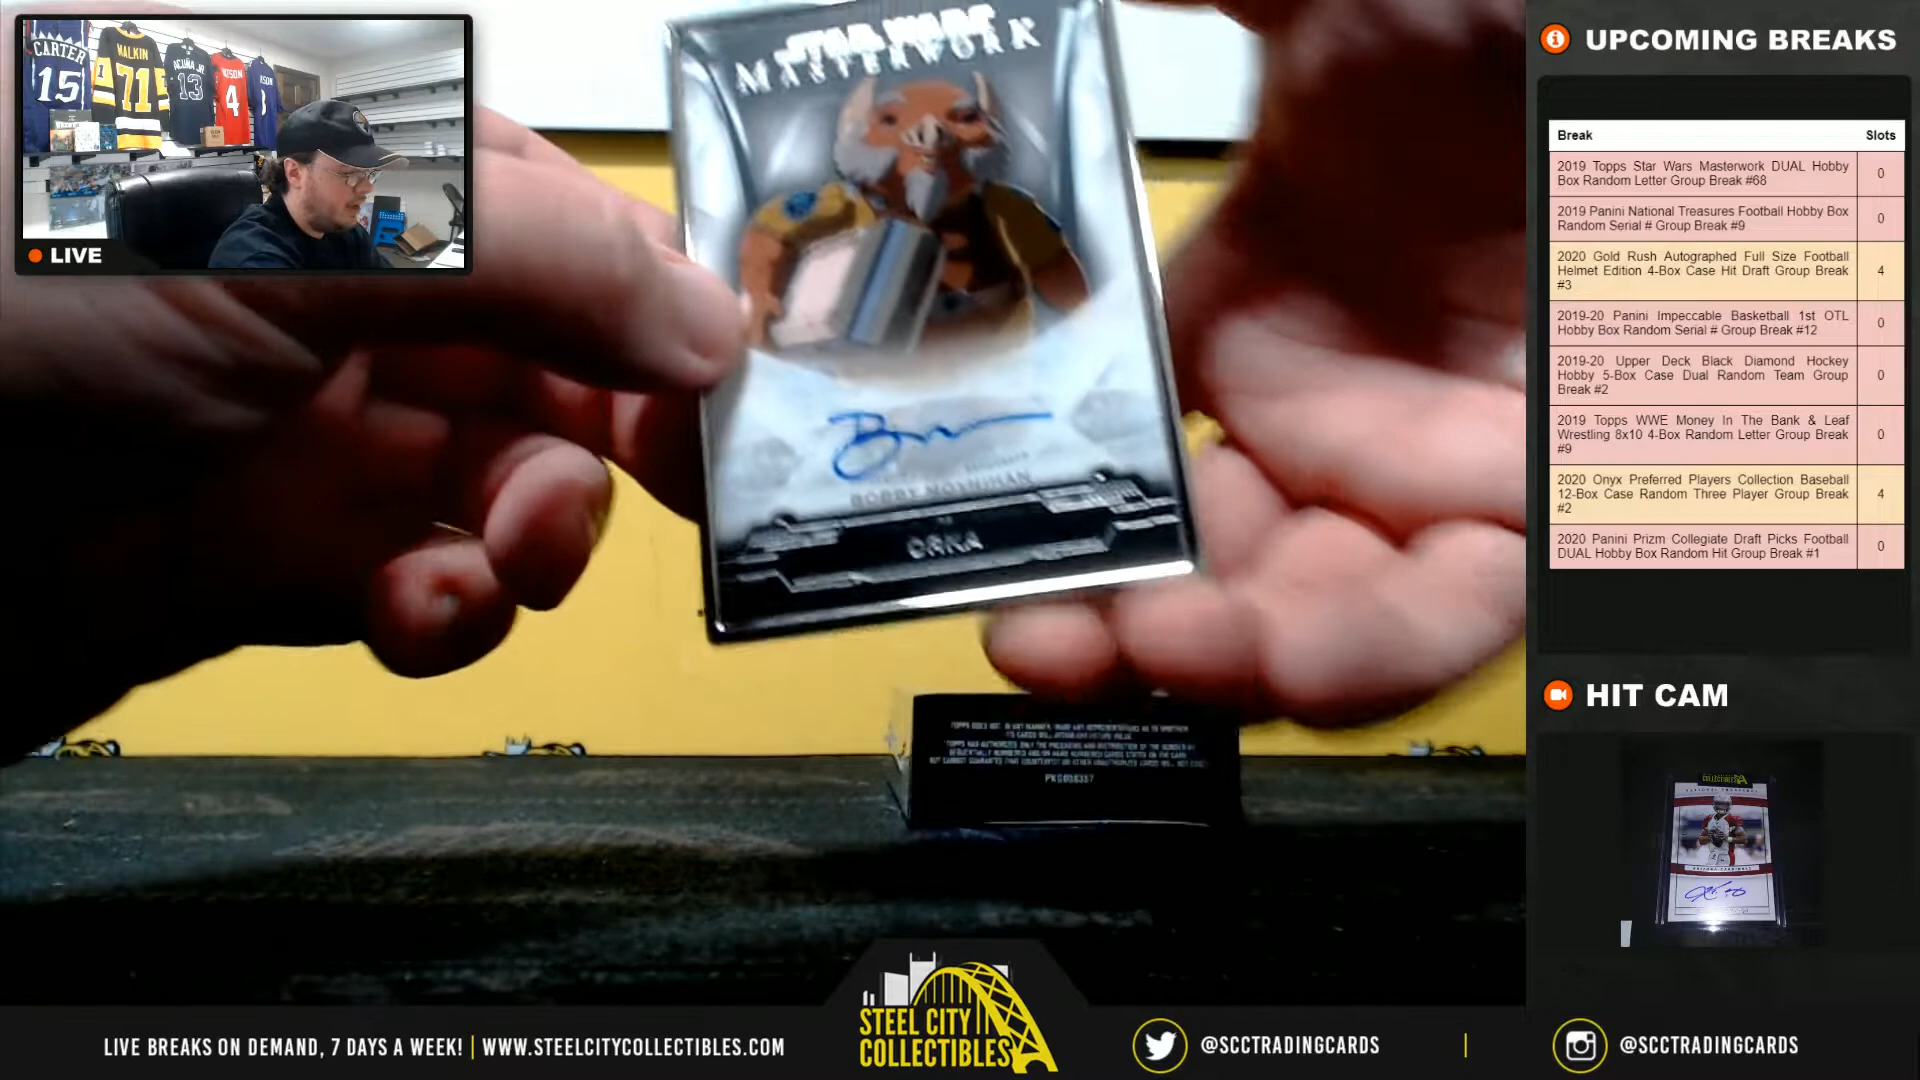 CARTER
15
MALKIN
71
ACUÑA JR.
13
4
LIVE
STAR WARS
MASTERWORK
BOBBY MOYNIHAN
ORKA
PKG038357
UPCOMING BREAKS
Break Slots
2019 Topps Star Wars Masterwork DUAL Hobby
Box Random Letter Group Break #68 0
2019 Panini National Treasures Football Hobby Box
Random Serial # Group Break #9 0
2020 Gold Rush Autographed Full Size Football
Helmet Edition 4-Box Case Hit Draft Group Break 4
#3
2019-20 Panini Impeccable Basketball 1st OTL
Hobby Box Random Serial # Group Break #12 0
2019-20 Upper Deck Black Diamond Hockey
Hobby 5-Box Case Dual Random Team Group 0
Break #2
2019 Topps WWE Money In The Bank & Leaf
Wrestling 8x10 4-Box Random Letter Group Break 0
#9
2020 Onyx Preferred Players Collection Baseball
12-Box Case Random Three Player Group Break 4
#2
2020 Panini Prizm Collegiate Draft Picks Football
DUAL Hobby Box Random Hit Group Break #1 0
HIT CAM
ARIZONA CARDINALS
LIVE BREAKS ON DEMAND, 7 DAYS A WEEK! | WWW.STEELCITYCOLLECTIBLES.COM
STEEL CITY
COLLECTIBLES
@SCCTRADINGCARDS
@SCCTRADINGCARDS